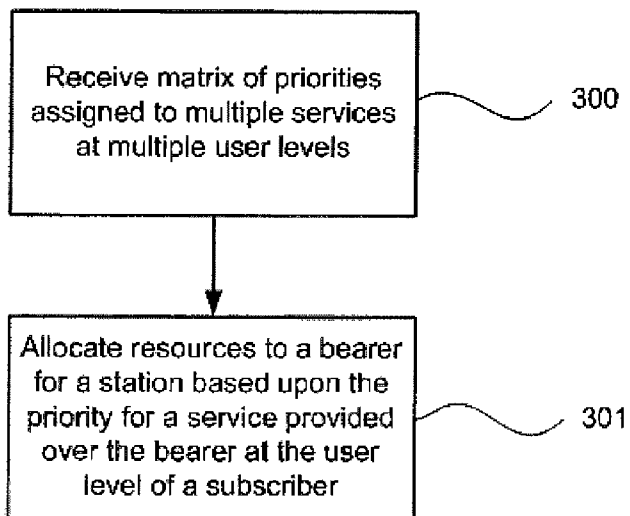 Receive matrix of priorities
assigned to multiple services
at multiple user levels
300
Allocate resources to a bearer
for a station based upon the
priority for a service provided
over the bearer at the user
level of a subscriber
301